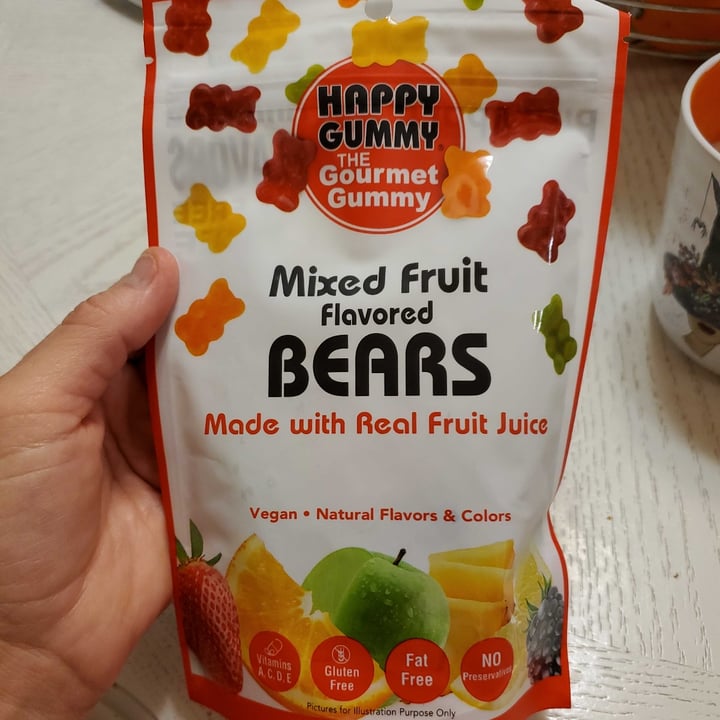 HAPPY
GUMMY®
THE
Gourmet
Gummy
Mixed Fruit
Flavored
BEARS
Made with Real Fruit Juice
Vegan • Natural Flavors & Colors
Vitamins
A, C, D, E
Gluten
Free
Fat
Free
NO
Preservatives
Pictures for Illustration Purpose Only